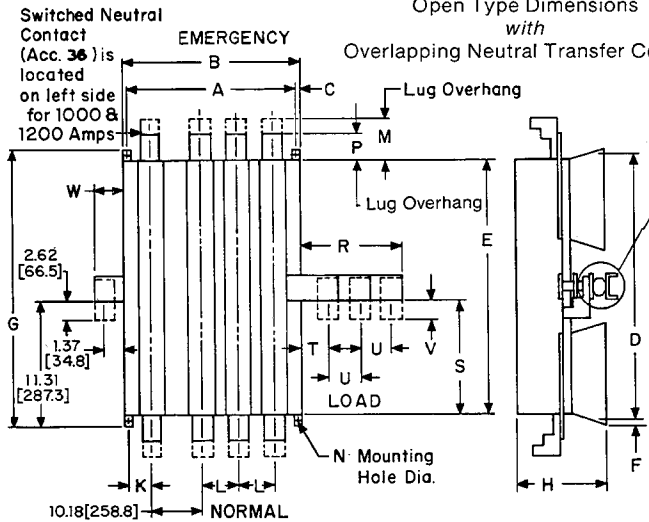 Open Type Dimensions
with
Overlapping Neutral Transfer Co
Switched Neutral
Contact
(Acc. 36) is
located
on left side
for 1000 &
1200 Amps
EMERGENCY
B
A
C
Lug Overhang
M
P
W
Lug Overhang
E
R
2.62
[66.5]
G
1.37
[34.8]
11.31
[287.3]
T
U
V
S
D
U
LOAD
F
N Mounting
Hole Dia.
K
L
L
H
10.18[258.8]
NORMAL